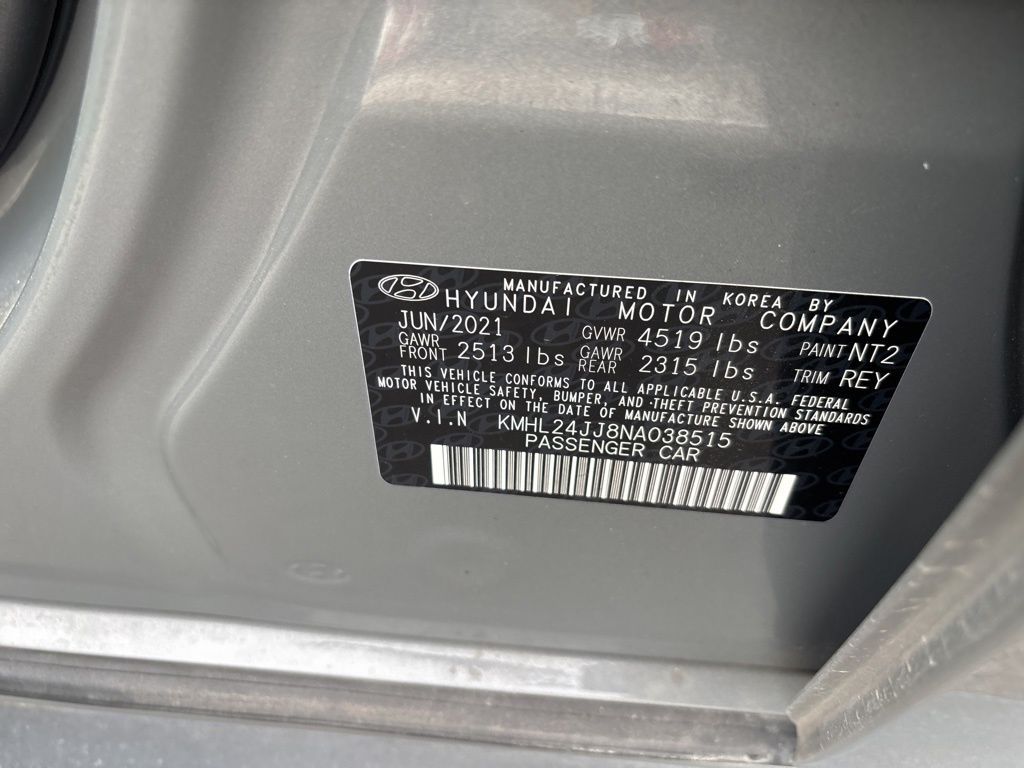 MANUFACTURED IN KOREA BY
HYUNDAI MOTOR COMPANY
JUN/2021 GVWR 4519 lbs PAINT NT2
GAWR FRONT 2513 lbs GAWR REAR 2315 lbs TRIM REY
THIS VEHICLE CONFORMS TO ALL APPLICABLE U.S.A. FEDERAL
MOTOR VEHICLE SAFETY, BUMPER, AND THEFT PREVENTION STANDARDS
IN EFFECT ON THE DATE OF MANUFACTURE SHOWN ABOVE
V.I.N KMHL24JJ8NA038515
PASSENGER CAR